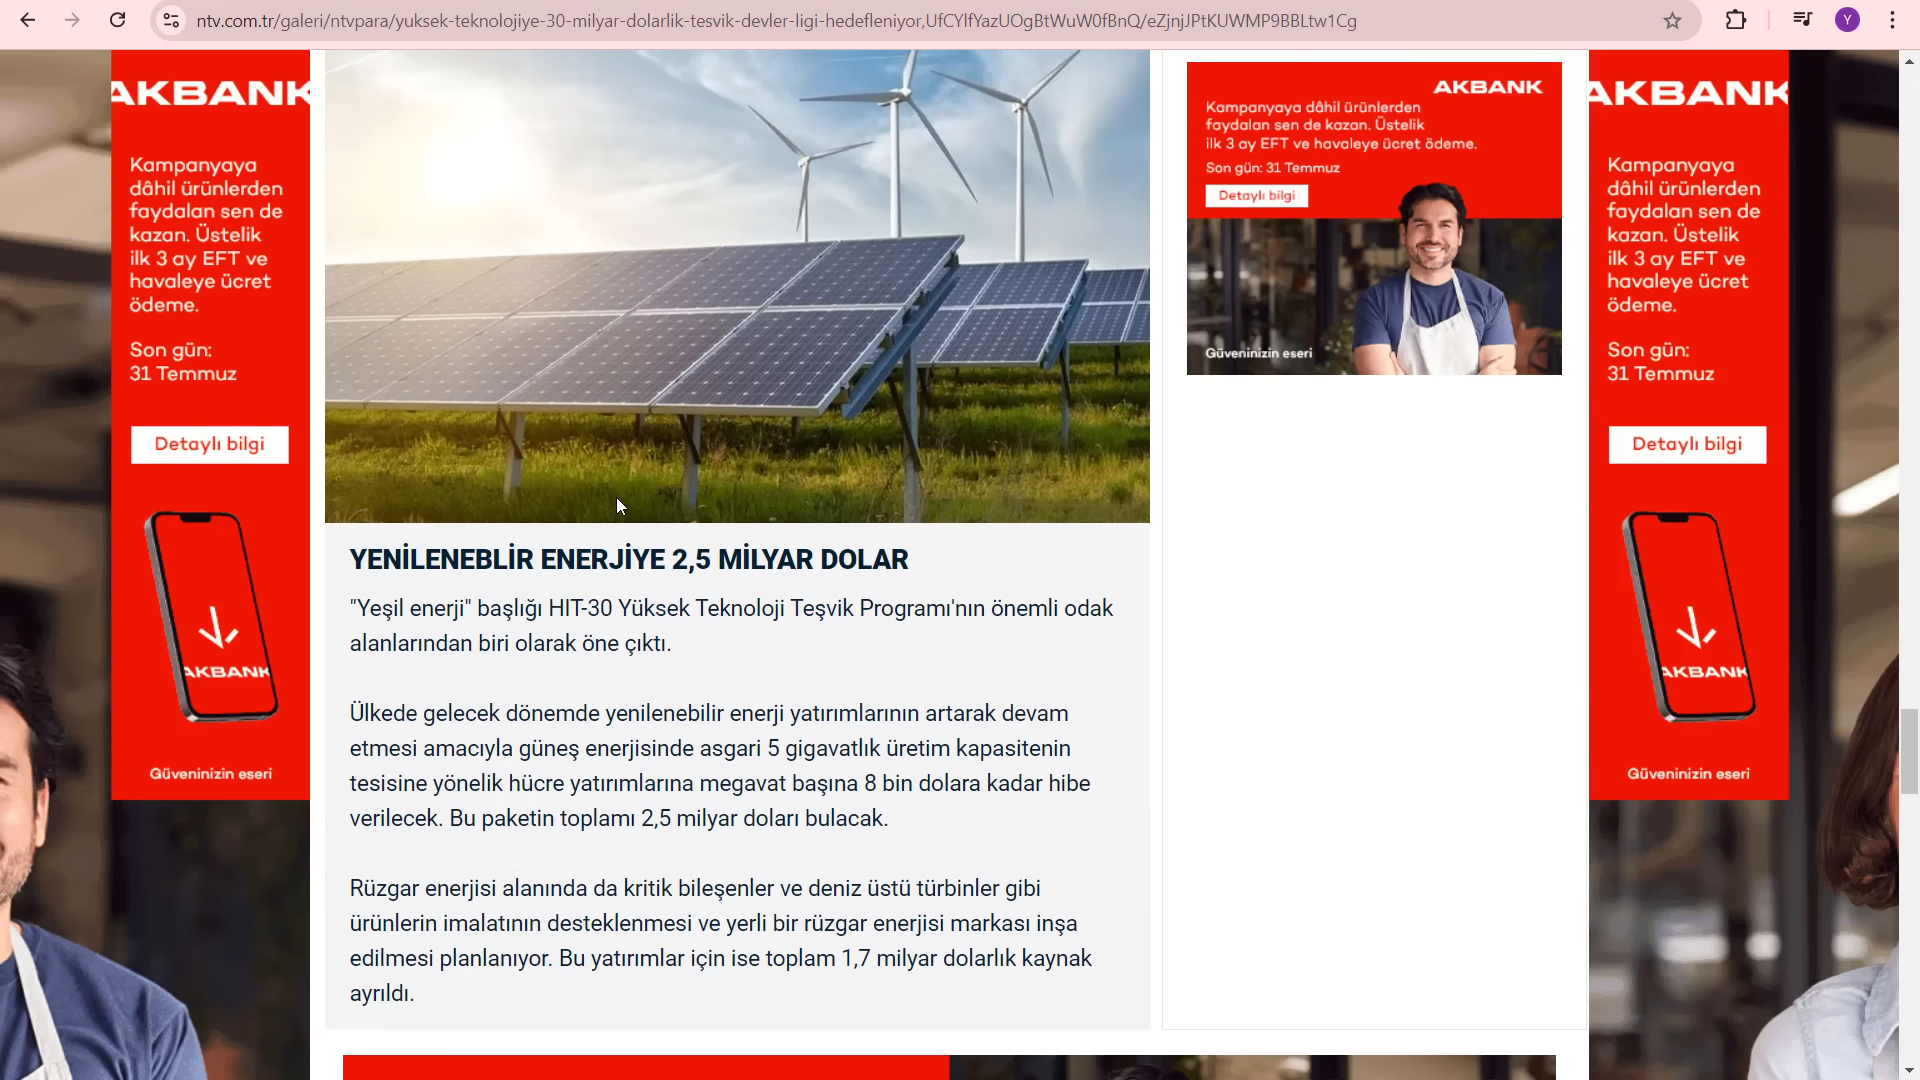 ntv.com.tr/galeri/ntvpara/yuksek-teknolojiye-30-milyar-dolarlik-tesvik-devler-ligi-hedefleniyor,UfCYlfYazUOgBtWuW0fBnQ/eZjnjJPtKUWMP9BBLtw1Cg
Y
AKBANK
Kampanyaya
dâhil ürünlerden
faydalan sen de
kazan. Üstelik
ilk 3 ay EFT ve
havaleye ücret
ödeme.
Son gün:
31 Temmuz
Detaylı bilgi
AKBANK
Güveninizin eseri
YENİLENEBLİR ENERJİYE 2,5 MİLYAR DOLAR
"Yeşil enerji" başlığı HIT-30 Yüksek Teknoloji Teşvik Programı'nın önemli odak
alanlarından biri olarak öne çıktı.
Ülkede gelecek dönemde yenilenebilir enerji yatırımlarının artarak devam
etmesi amacıyla güneş enerjisinde asgari 5 gigavatlık üretim kapasitenin
tesisine yönelik hücre yatırımlarına megavat başına 8 bin dolara kadar hibe
verilecek. Bu paketin toplamı 2,5 milyar doları bulacak.
Rüzgar enerjisi alanında da kritik bileşenler ve deniz üstü türbinler gibi
ürünlerin imalatının desteklenmesi ve yerli bir rüzgar enerjisi markası inşa
edilmesi planlanıyor. Bu yatırımlar için ise toplam 1,7 milyar dolarlık kaynak
ayrıldı.
AKBANK
Kampanyaya dâhil ürünlerden
faydalan sen de kazan. Üstelik
ilk 3 ay EFT ve havaleye ücret ödeme.
Son gün: 31 Temmuz
Detaylı bilgi
Güveninizin eseri
AKBANK
Kampanyaya
dâhil ürünlerden
faydalan sen de
kazan. Üstelik
ilk 3 ay EFT ve
havaleye ücret
ödeme.
Son gün:
31 Temmuz
Detaylı bilgi
AKBANK
Güveninizin eseri